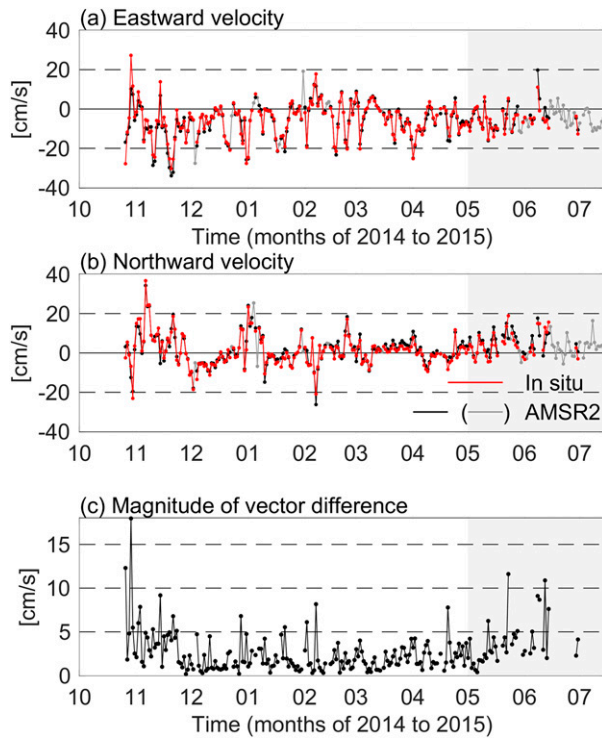 (a) Eastward velocity
[cm/s]
40
20
0
-20
-40
10 11 12 01 02 03 04 05 06 07
Time (months of 2014 to 2015)
(b) Northward velocity
[cm/s]
40
20
0
-20
-40
In situ
( ) AMSR2
10 11 12 01 02 03 04 05 06 07
Time (months of 2014 to 2015)
(c) Magnitude of vector difference
[cm/s]
15
10
5
0
10 11 12 01 02 03 04 05 06 07
Time (months of 2014 to 2015)